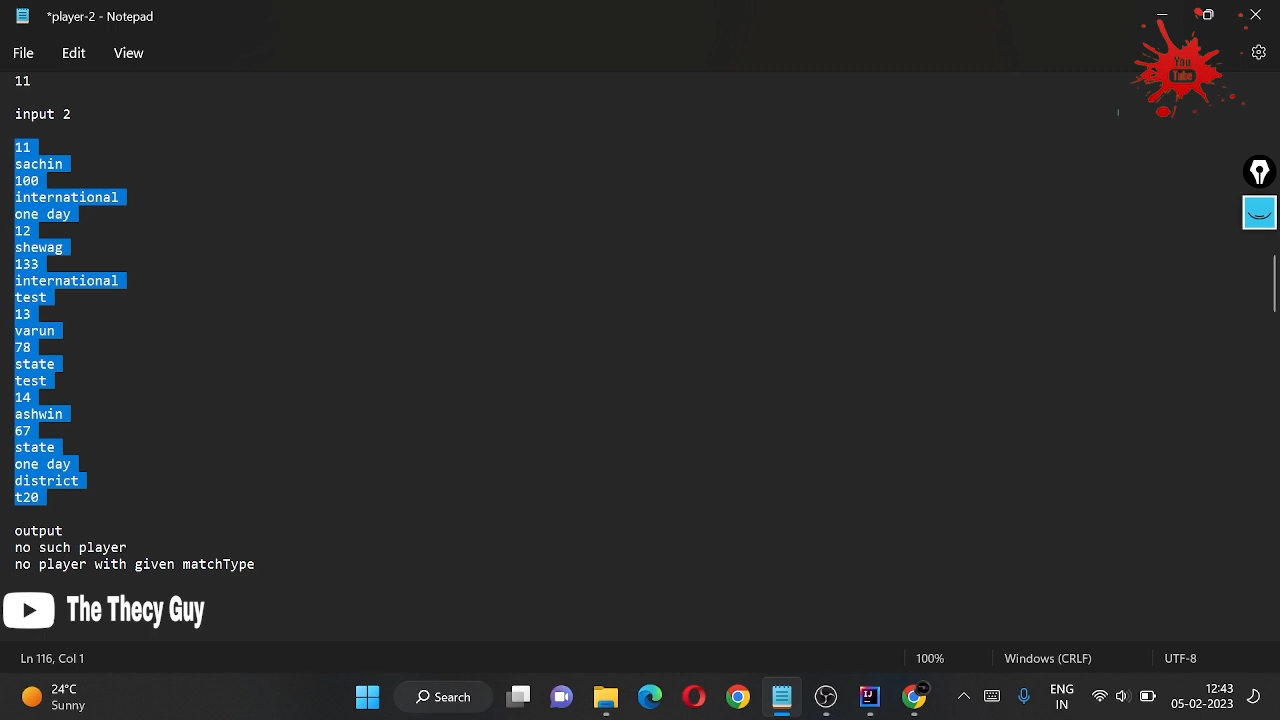 *player-2 - Notepad
File Edit View
You
Tube
11
input 2
11
sachin
100
international
one day
12
shewag
133
international
test
13
varun
78
state
test
14
ashwin
67
state
one day
district
t20
output
no such player
no player with given matchType
The Thecy Guy
Ln 116, Col 1
100%
Windows (CRLF)
UTF-8
24°C
Sunny
Search
ENG
IN
12:43
05-02-2023